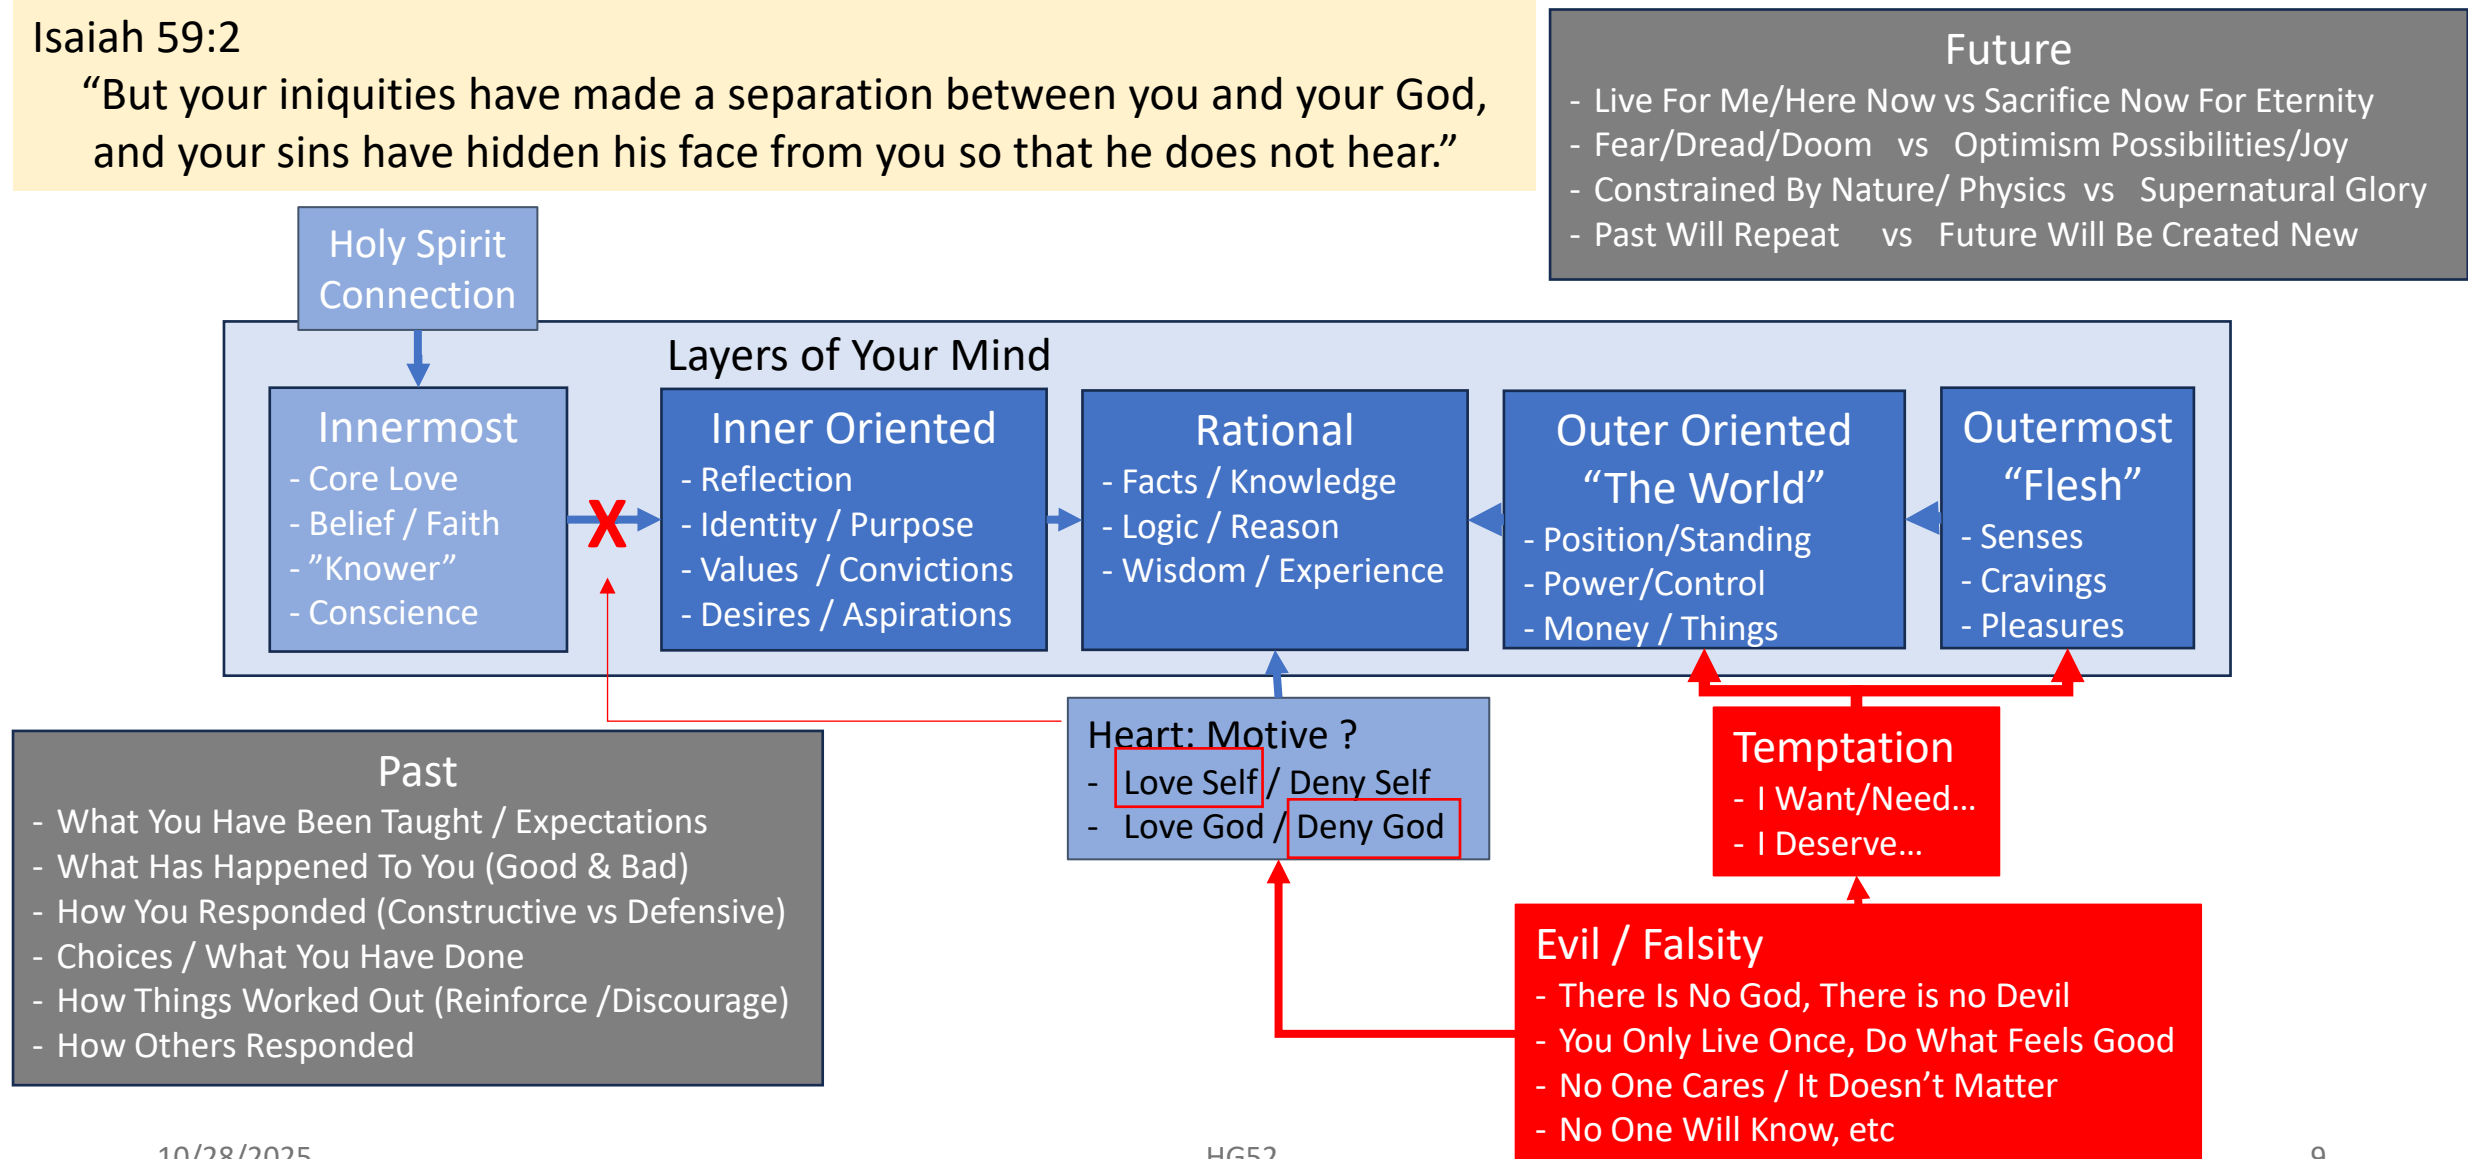 Isaiah 59:2
“But your iniquities have made a separation between you and your God,
and your sins have hidden his face from you so that he does not hear.”
Future
- Live For Me/Here Now vs Sacrifice Now For Eternity
- Fear/Dread/Doom vs Optimism Possibilities/Joy
- Constrained By Nature/ Physics vs Supernatural Glory
- Past Will Repeat vs Future Will Be Created New
Holy Spirit
Connection
Layers of Your Mind
Innermost
- Core Love
- Belief / Faith
- ”Knower”
- Conscience
X
Inner Oriented
- Reflection
- Identity / Purpose
- Values / Convictions
- Desires / Aspirations
Rational
- Facts / Knowledge
- Logic / Reason
- Wisdom / Experience
Outer Oriented
“The World”
- Position/Standing
- Power/Control
- Money / Things
Outermost
“Flesh”
- Senses
- Cravings
- Pleasures
Past
- What You Have Been Taught / Expectations
- What Has Happened To You (Good & Bad)
- How You Responded (Constructive vs Defensive)
- Choices / What You Have Done
- How Things Worked Out (Reinforce /Discourage)
- How Others Responded
Heart: Motive ?
- Love Self / Deny Self
- Love God / Deny God
Temptation
- I Want/Need...
- I Deserve...
Evil / Falsity
- There Is No God, There is no Devil
- You Only Live Once, Do What Feels Good
- No One Cares / It Doesn’t Matter
- No One Will Know, etc
10/28/2025
HG52
9